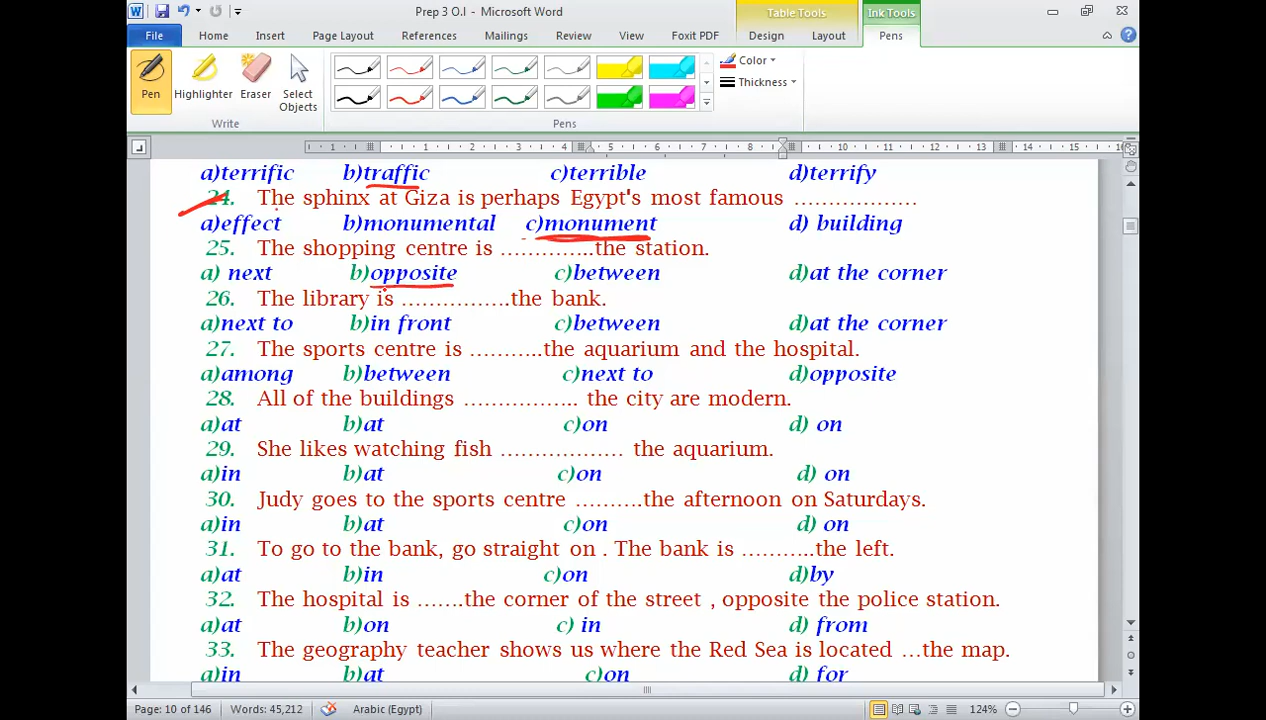 Prep 3 O.I - Microsoft Word
Table Tools
Ink Tools
File Home Insert Page Layout References Mailings Review View Foxit PDF Design Layout Pens
Pen Highlighter Eraser Select Objects
Color
Thickness
Write
Pens
a)terrific b)traffic c)terrible d)terrify
24. The sphinx at Giza is perhaps Egypt's most famous ………………
a)effect b)monumental c)monument d) building
25. The shopping centre is …………..the station.
a) next b)opposite c)between d)at the corner
26. The library is …………….the bank.
a)next to b)in front c)between d)at the corner
27. The sports centre is ………..the aquarium and the hospital.
a)among b)between c)next to d)opposite
28. All of the buildings …………….. the city are modern.
a)at b)at c)on d) on
29. She likes watching fish ……………… the aquarium.
a)in b)at c)on d) on
30. Judy goes to the sports centre ……….the afternoon on Saturdays.
a)in b)at c)on d) on
31. To go to the bank, go straight on . The bank is ………..the left.
a)at b)in c)on d)by
32. The hospital is …….the corner of the street , opposite the police station.
a)at b)on c) in d) from
33. The geography teacher shows us where the Red Sea is located …the map.
a)in b)at c)on d) for
Page: 10 of 146 Words: 45,212 Arabic (Egypt) 124%